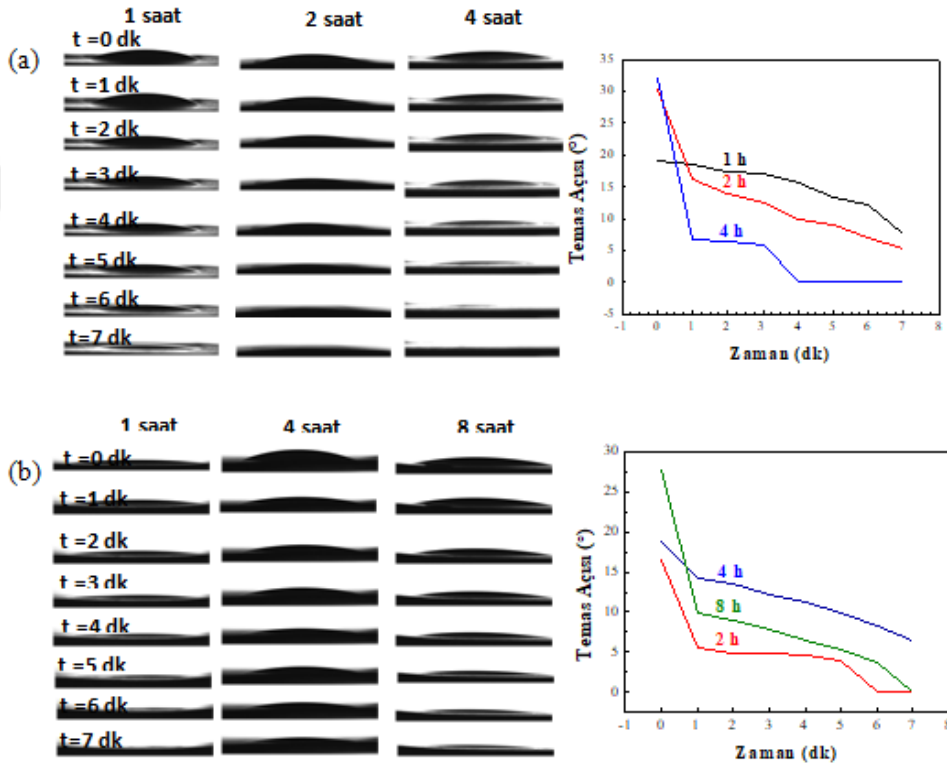 1 saat 2 saat 4 saat
(a)
t =0 dk
t =1 dk
t =2 dk
t =3 dk
t =4 dk
t =5 dk
t =6 dk
t=7 dk
Temas Açısı (°)
35
30
25
20
15
10
5
0
-5
1 h
2 h
4 h
-1 0 1 2 3 4 5 6 7 8
Zaman (dk)
1 saat 4 saat 8 saat
(b)
t =0 dk
t =1 dk
t =2 dk
t =3 dk
t =4 dk
t =5 dk
t =6 dk
t=7 dk
Temas Açısı (°)
30
25
20
15
10
5
0
4 h
8 h
2 h
-1 0 1 2 3 4 5 6 7 8
Zaman (dk)